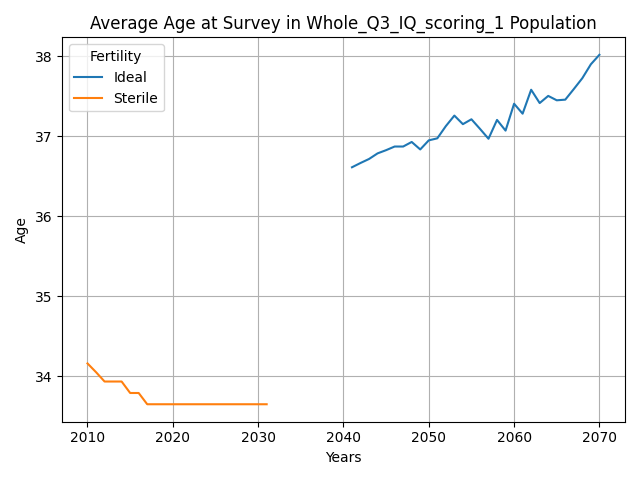 Average Age at Survey in Whole_Q3_IQ_scoring_1 Population
Fertility
Ideal
Sterile
38
37
36
35
34
Age
2010 2020 2030 2040 2050 2060 2070
Years